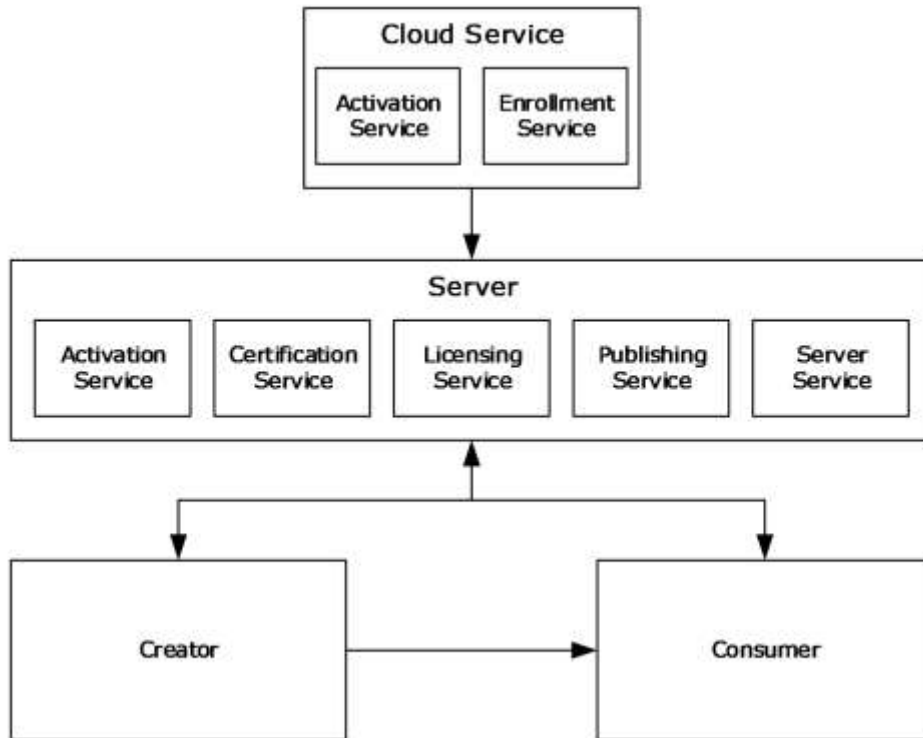 Cloud Service
Activation
Service
Enrollment
Service
Server
Activation
Service
Certification
Service
Licensing
Service
Publishing
Service
Server
Service
Creator
Consumer